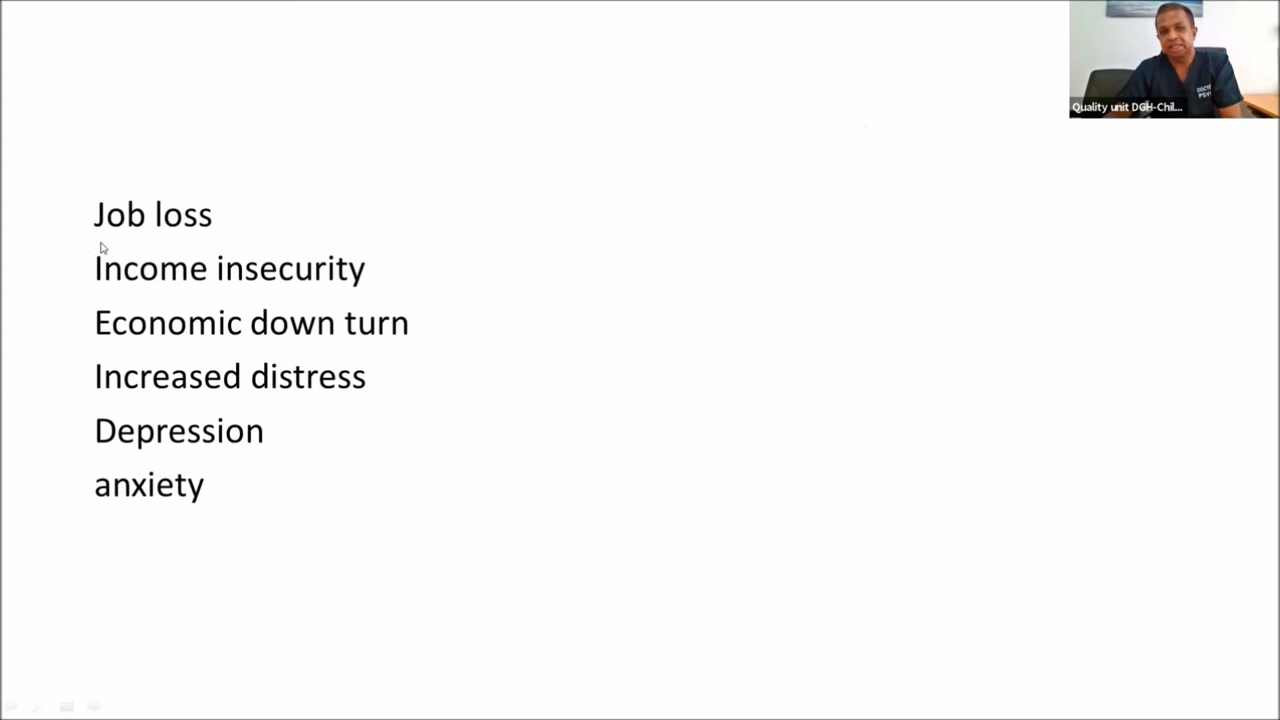 Job loss
Income insecurity
Economic down turn
Increased distress
Depression
anxiety
Quality unit DGH-Chil...